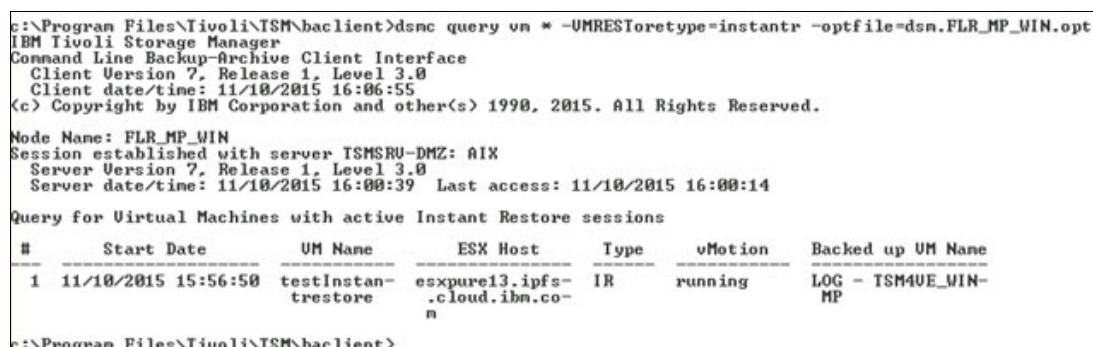 c:\Program Files\Tivoli\TSM\baclient>dsmc query vm * -VMRESToretype=instantr -optfile=dsm.FLR_MP_WIN.opt
IBM Tivoli Storage Manager
Command Line Backup-Archive Client Interface
  Client Version 7, Release 1, Level 3.0
  Client date/time: 11/10/2015 16:06:55
(c) Copyright by IBM Corporation and other(s) 1990, 2015. All Rights Reserved.
Node Name: FLR_MP_WIN
Session established with server TSMSRV-DMZ: AIX
  Server Version 7, Release 1, Level 3.0
  Server date/time: 11/10/2015 16:00:39  Last access: 11/10/2015 16:00:14
Query for Virtual Machines with active Instant Restore sessions
#  Start Date  VM Name  ESX Host  Type  vMotion  Backed up VM Name
1  11/10/2015 15:56:50  testInstan-  esxpure13.ipfs-  IR  running  LOG - TSM4VE_WIN-
trestore  .cloud.ibm.co-  MP
m
c:\Program Files\Tivoli\TSM\baclient>